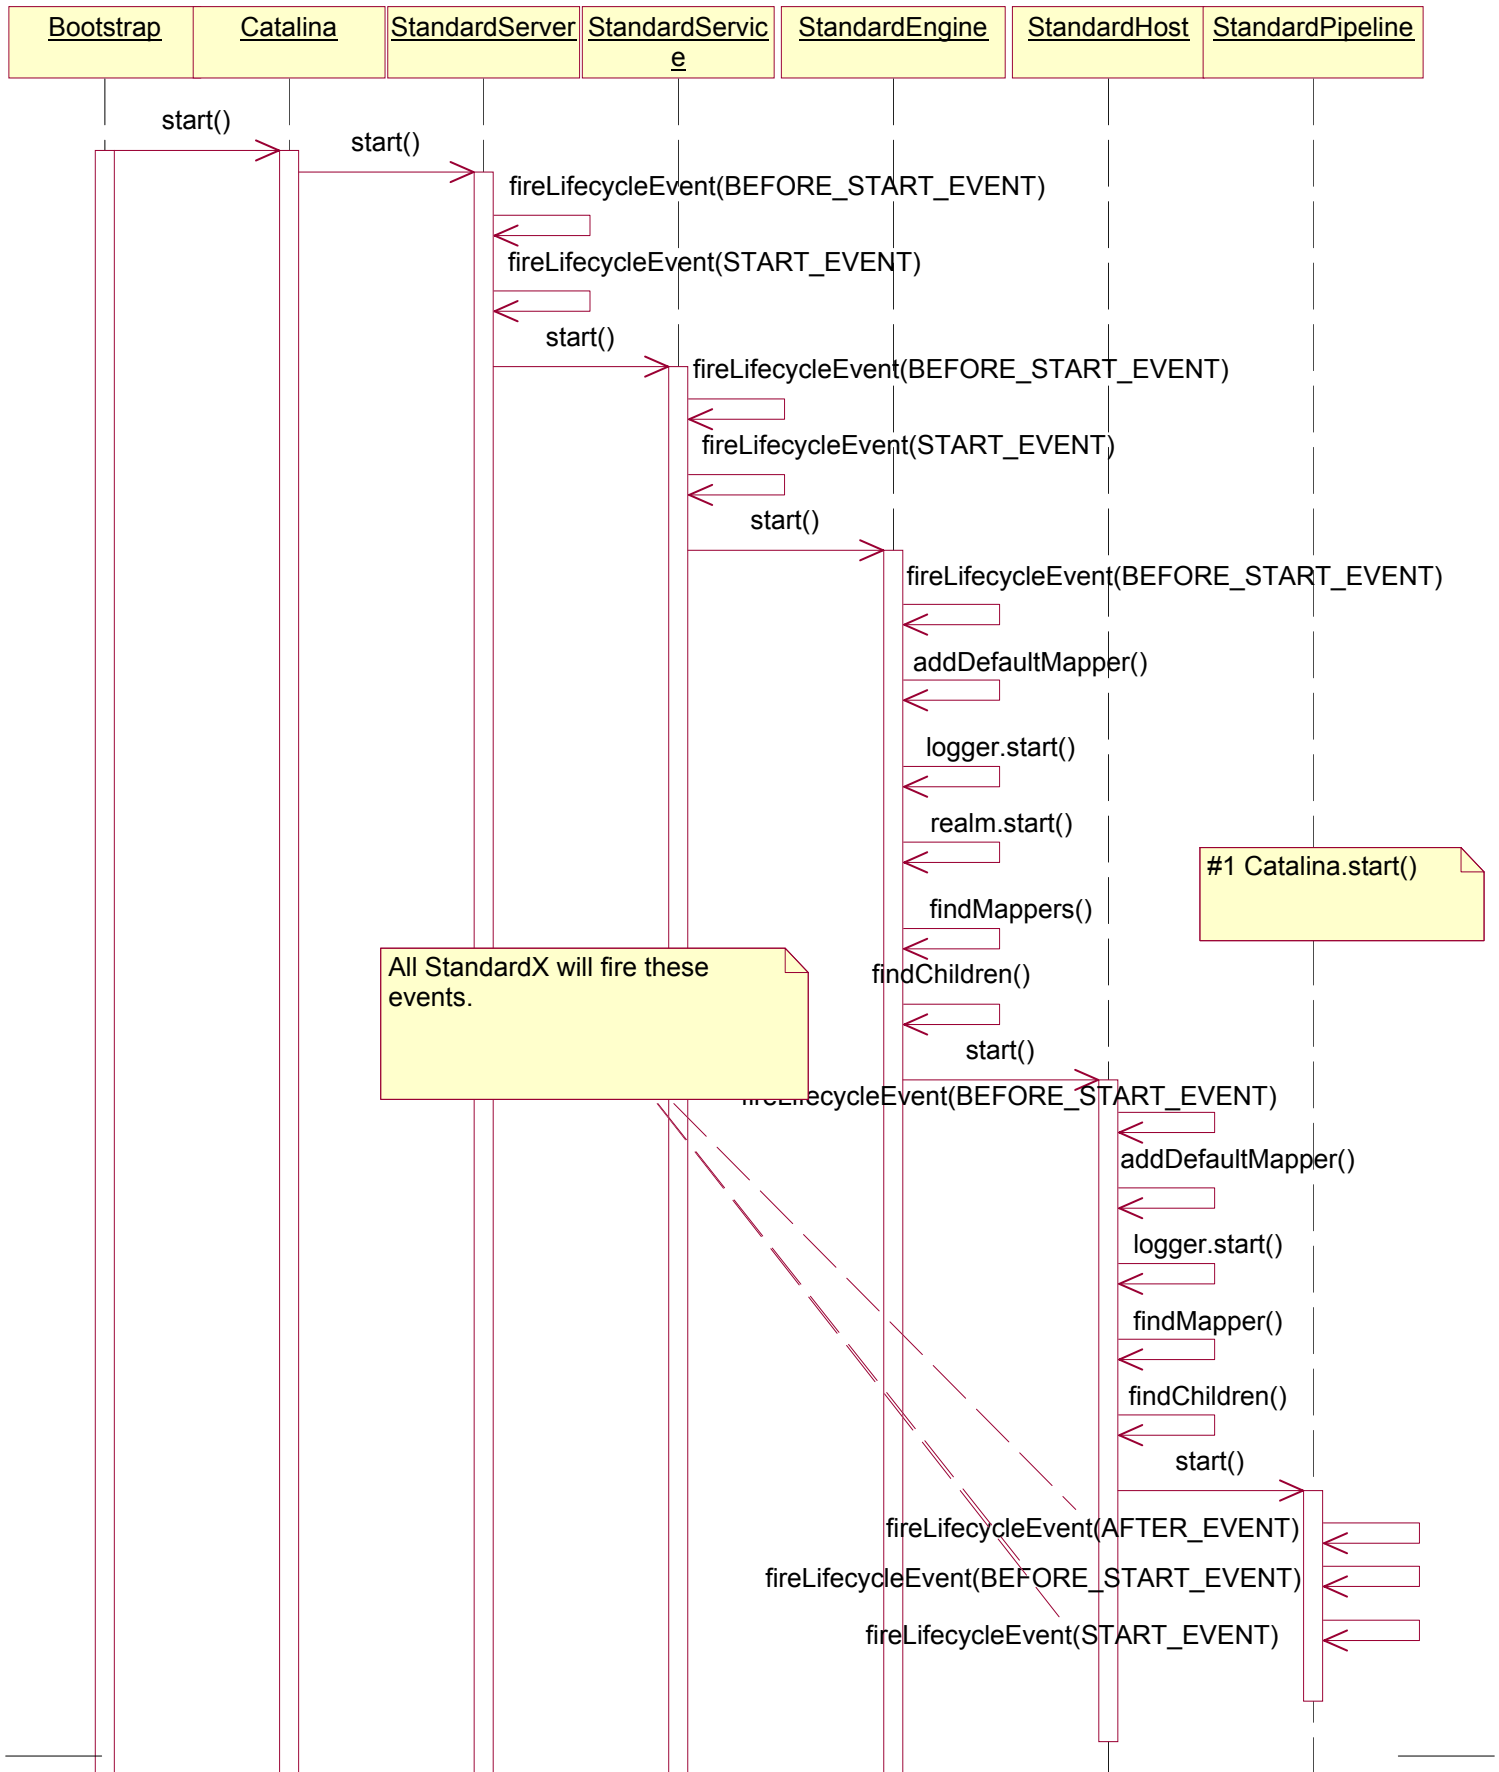 Bootstrap
Catalina
StandardServer
StandardServic
e
StandardEngine
StandardHost
StandardPipeline
start()
start()
fireLifecycleEvent(BEFORE_START_EVENT)
fireLifecycleEvent(START_EVENT)
start()
fireLifecycleEvent(BEFORE_START_EVENT)
fireLifecycleEvent(START_EVENT)
start()
fireLifecycleEvent(BEFORE_START_EVENT)
addDefaultMapper()
logger.start()
realm.start()
#1 Catalina.start()
findMappers()
All StandardX will fire these
events.
findChildren()
start()
fireLifecycleEvent(BEFORE_START_EVENT)
addDefaultMapper()
logger.start()
findMapper()
findChildren()
start()
fireLifecycleEvent(AFTER_EVENT)
fireLifecycleEvent(BEFORE_START_EVENT)
fireLifecycleEvent(START_EVENT)